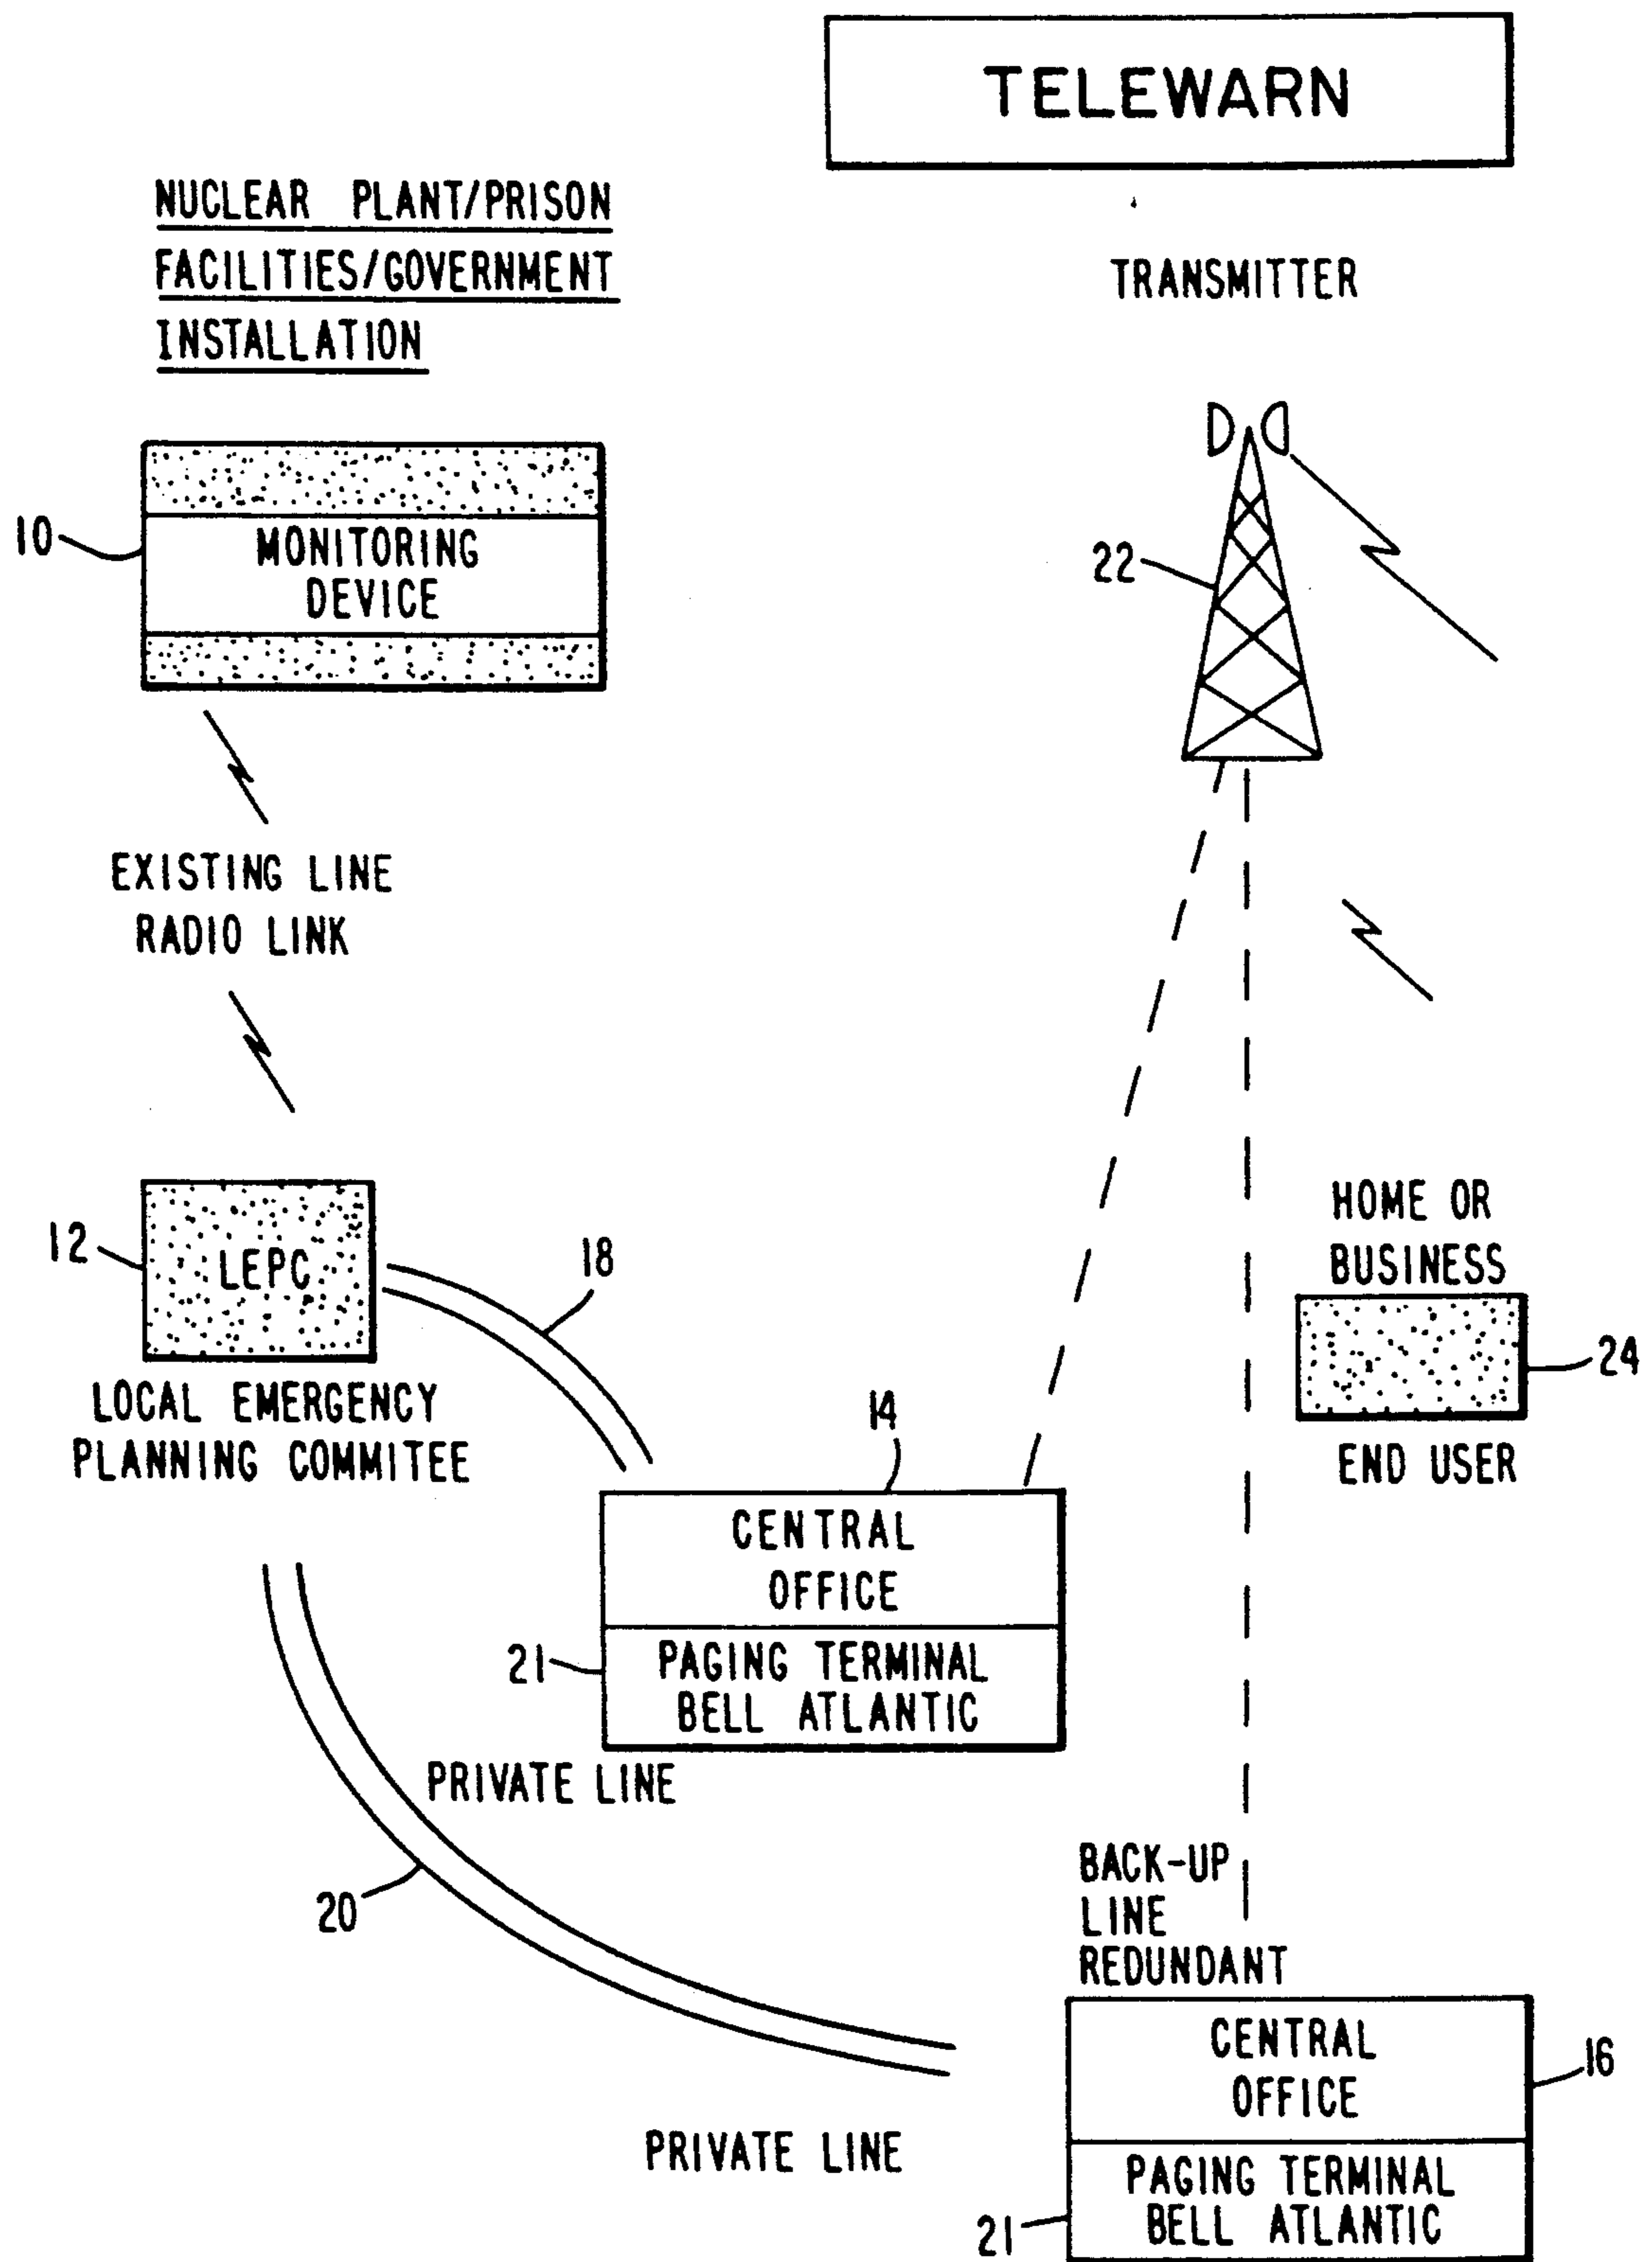 TELEWARN
NUCLEAR PLANT/PRISON
FACILITIES/GOVERNMENT
INSTALLATION
TRANSMITTER
10
MONITORING
DEVICE
22
EXISTING LINE
RADIO LINK
12
LEPC
18
LOCAL EMERGENCY
PLANNING COMMITEE
HOME OR
BUSINESS
24
END USER
14
CENTRAL
OFFICE
21
PAGING TERMINAL
BELL ATLANTIC
PRIVATE LINE
20
BACK-UP
LINE
REDUNDANT
CENTRAL
OFFICE
16
PRIVATE LINE
PAGING TERMINAL
BELL ATLANTIC
21